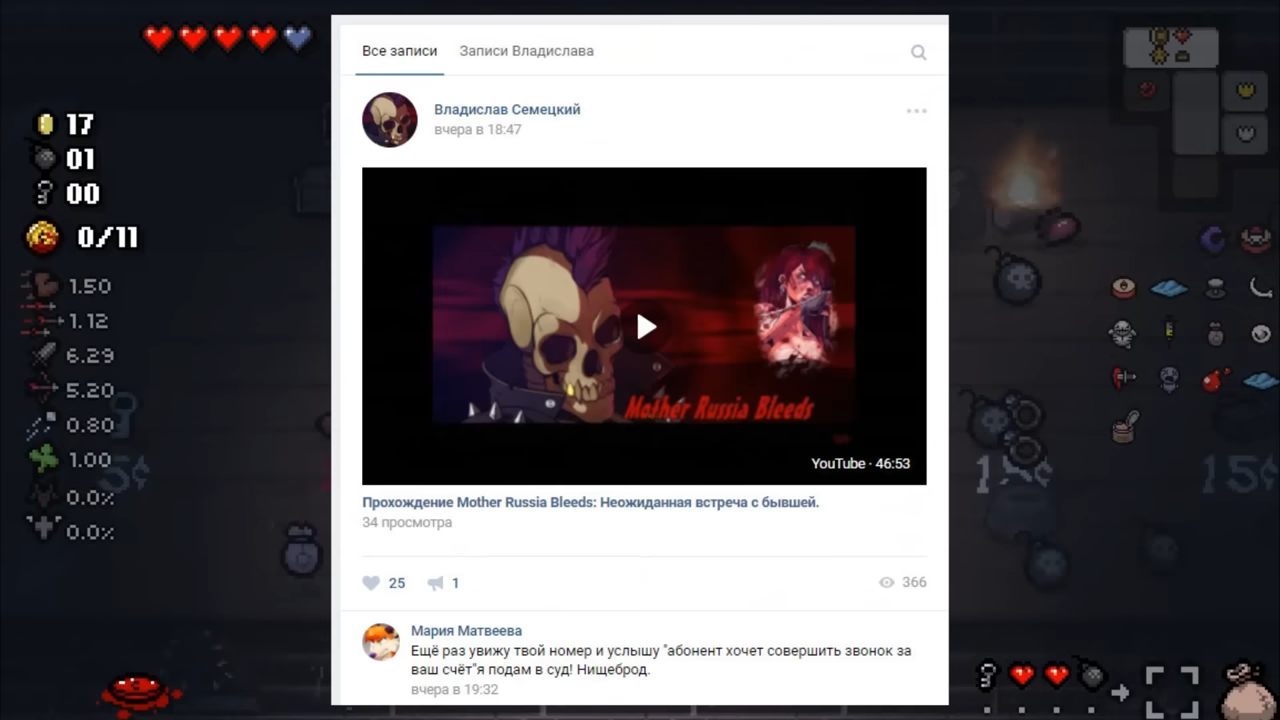 Все записи Записи Владислава
Владислав Семецкий
вчера в 18:47
17
01
00
0/11
1.50
1.12
6.29
5.20
0.80
1.00
0.0%
0.0%
Mother Russia Bleeds
YouTube · 46:53
Прохождение Mother Russia Bleeds: Неожиданная встреча с бывшей.
34 просмотра
25 1 366
Мария Матвеева
Ещё раз увижу твой номер и услышу "абонент хочет совершить звонок за
ваш счёт"я подам в суд! Нищеброд.
вчера в 19:32
5¢
15¢
15¢